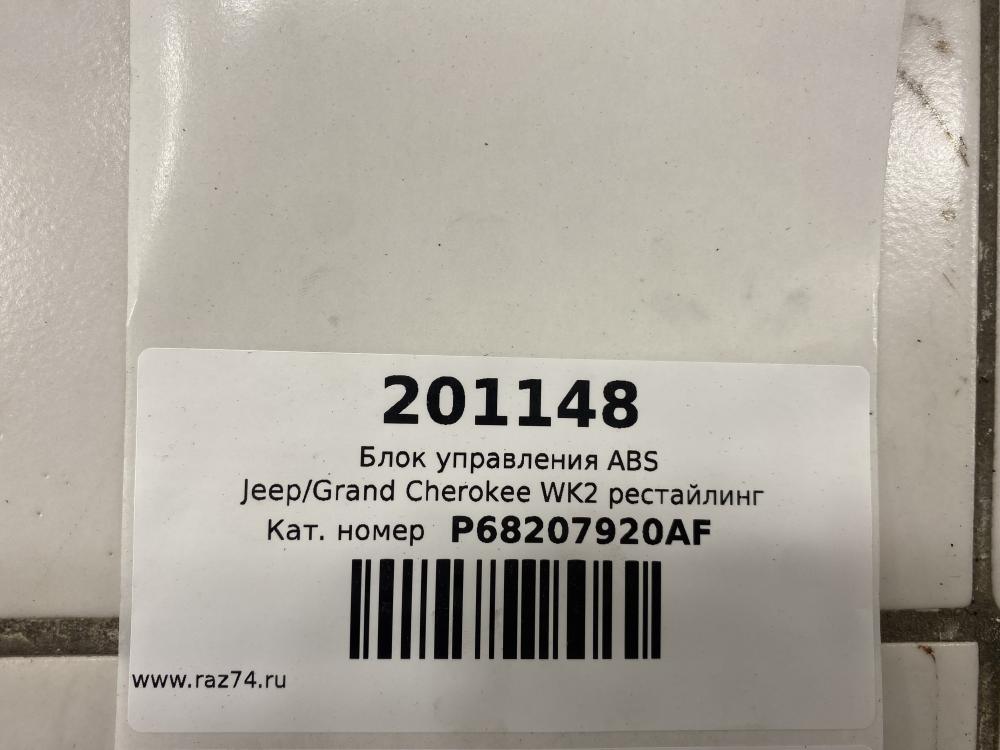 201148
Блок управления ABS
Jeep/Grand Cherokee WK2 рестайлинг
Кат. номер P68207920AF
www.raz74.ru